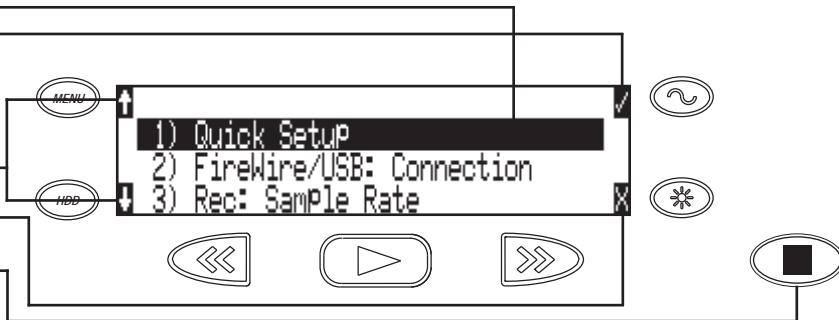 MENU
1) Quick Setup
2) FireWire/USB: Connection
HDD
3) Rec: Sample Rate
X